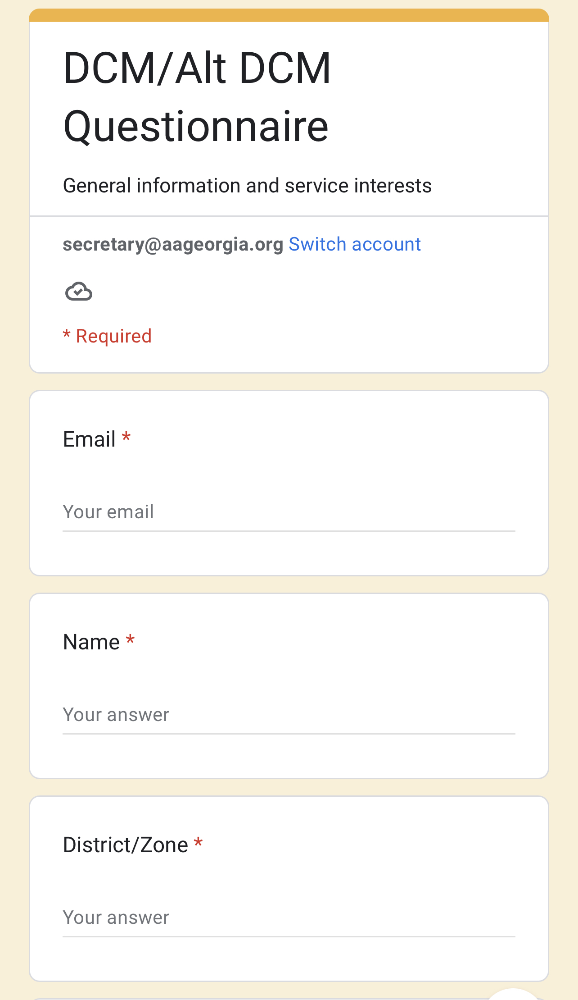 DCM/Alt DCM
Questionnaire
General information and service interests
secretary@aageorgia.org Switch account
* Required
Email *
Your email
Name *
Your answer
District/Zone *
Your answer